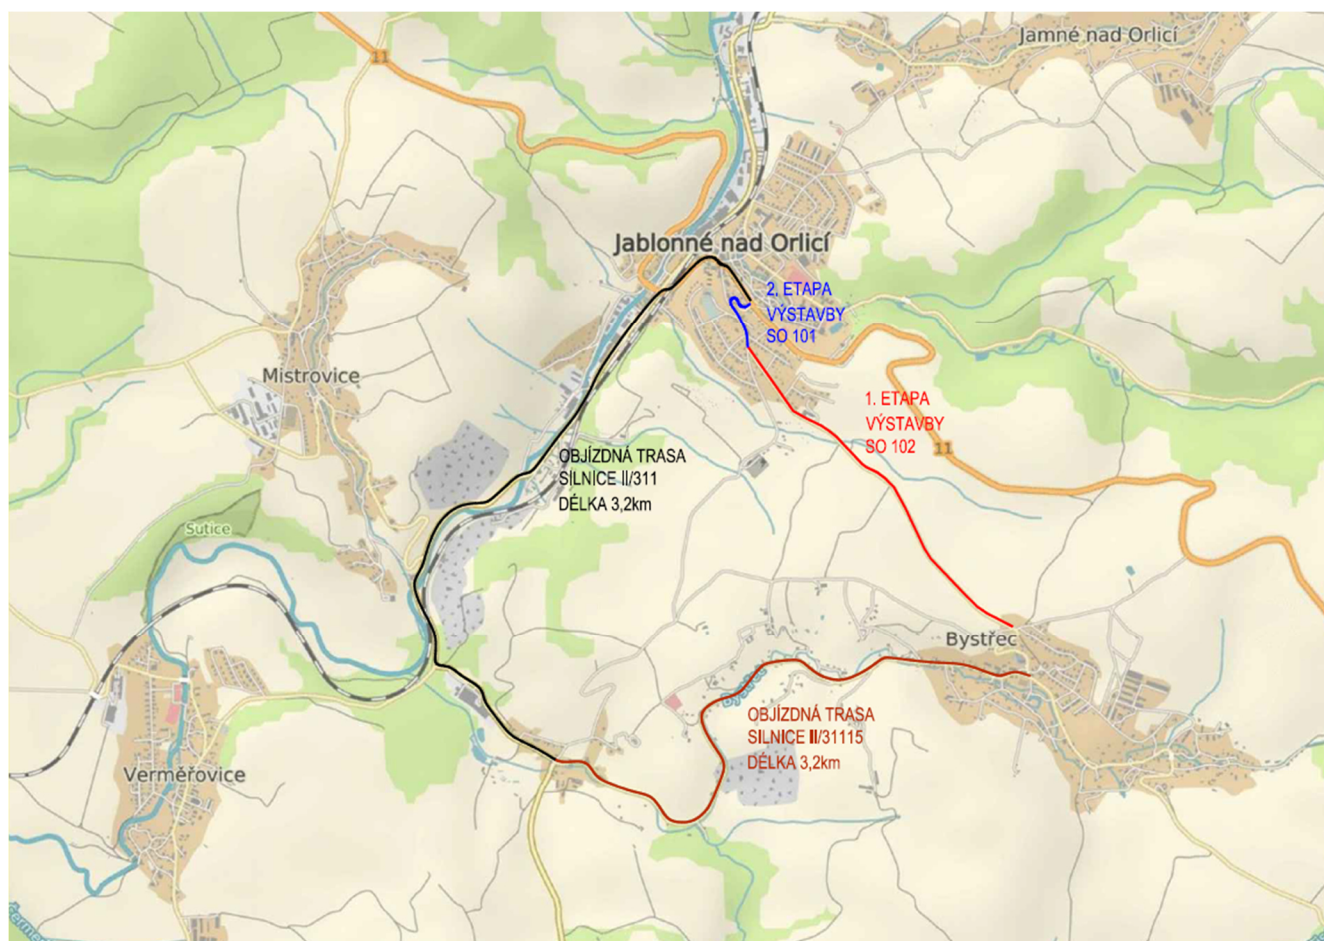 Jamné nad Orlicí
11
Jablonné nad Orlicí
2. ETAPA
VÝSTAVBY
SO 101
Mistrovice
1. ETAPA
VÝSTAVBY
SO 102
11
OBJÍZDNÁ TRASA
SILNICE II/311
DÉLKA 3,2km
Sutice
Bystřec
Bystřec
OBJÍZDNÁ TRASA
SILNICE II/31115
DÉLKA 3,2km
Verměřovice